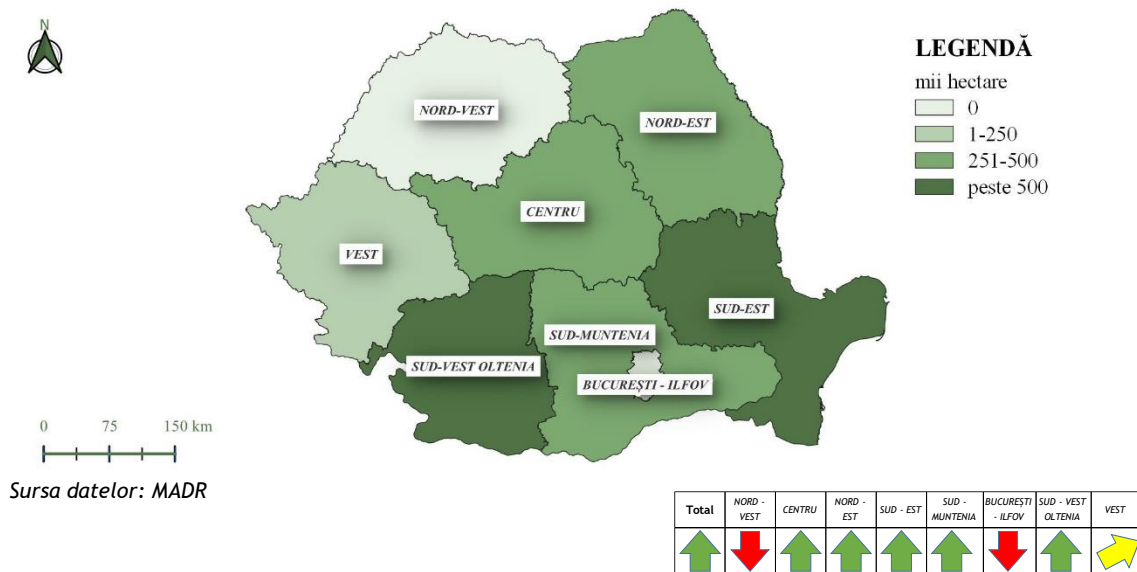 N
LEGENDĂ
mii hectare
0
1-250
251-500
peste 500
NORD-VEST
NORD-EST
CENTRU
VEST
SUD-EST
SUD-MUNTENIA
SUD-VEST OLTENIA
BUCUREȘTI - ILFOV
0 75 150 km
Sursa datelor: MADR
Total
NORD -
VEST
CENTRU
NORD -
EST
SUD - EST
SUD -
MUNTENIA
BUCUREȘTI
- ILFOV
SUD - VEST
OLTENIA
VEST